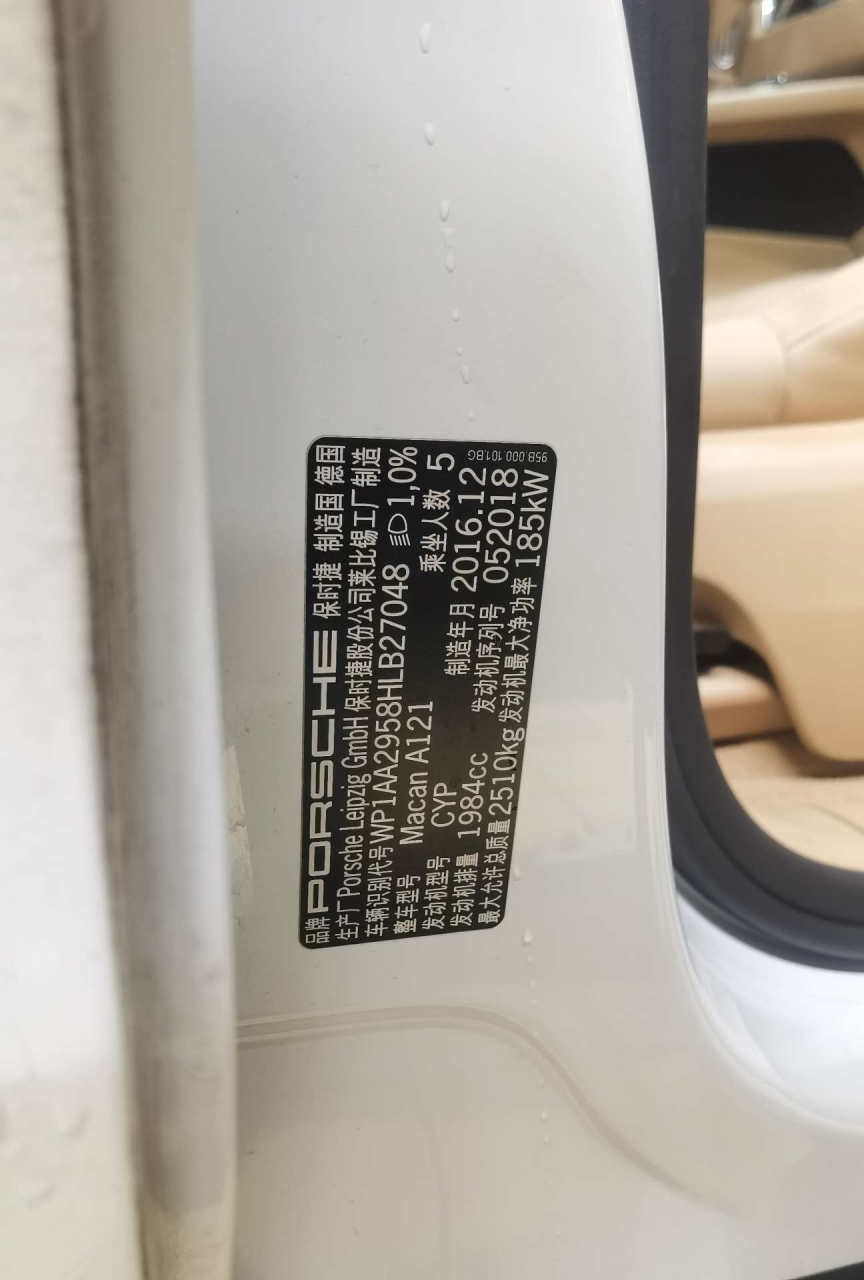 品牌 PORSCHE 保时捷 制造国 德国
生产厂 Porsche Leipzig GmbH 保时捷股份公司莱比锡工厂 制造
车辆识别代号 WP1AA2958HLB27048 1,0%
整车型号 Macan A121 乘坐人数 5
发动机型号 CYP 制造年月 2016.12
发动机排量 1984cc 发动机序列号 052018
最大允许总质量 2510kg 发动机最大净功率 185kW
95B.000.101.BG